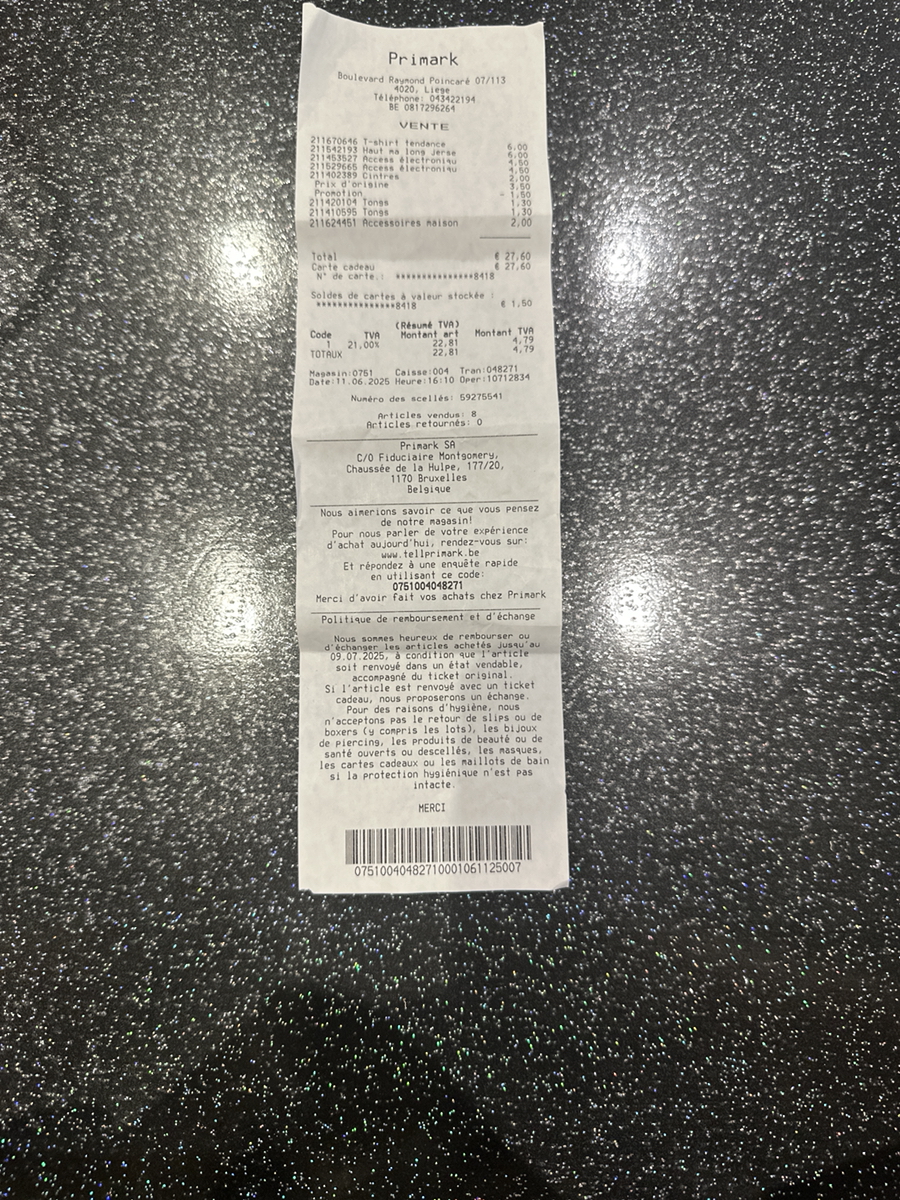 Primark
Boulevard Raymond Poincaré 07/113
4020, Liege
Téléphone: 043422194
BE 0817296264
VENTE
211670646 T-shirt tendance 6,00
211542193 Haut ma long Jerse 6,00
211453527 Access électroniqu 4,50
211529665 Access électroniqu 4,50
211402389 Cintres 2,00
Prix d'origine 3,50
Promotion - 1,50
211420104 Tongs 1,30
211410595 Tongs 1,30
211624451 Accessoires maison 2,00
Total € 27,60
Carte cadeau € 27,60
N° de carte.: ***************8418
Soldes de cartes à valeur stockée :
***************8418 € 1,50
(Résumé TVA)
Code TVA Montant art Montant TVA
1 21,00% 22,81 4,79
TOTAUX 22,81 4,79
Magasin:0751 Caisse:004 Tran:048271
Date:11.06.2025 Heure:16:10 Oper:10712834
Numéro des scellés: 59275541
Articles vendus: 8
Articles retournés: 0
Primark SA
C/O Fiduciaire Montgomery,
Chaussée de la Hulpe, 177/20,
1170 Bruxelles
Belgique
Nous aimerions savoir ce que vous pensez
de notre magasin!
Pour nous parler de votre expérience
d'achat aujourd'hui, rendez-vous sur:
www.tellprimark.be
Et répondez à une enquête rapide
en utilisant ce code:
0751004048271
Merci d'avoir fait vos achats chez Primark
Politique de remboursement et d'échange
Nous sommes heureux de rembourser ou
d'échanger les articles achetés jusqu'au
09.07.2025, à condition que l'article
soit renvoyé dans un état vendable,
accompagné du ticket original.
Si l'article est renvoyé avec un ticket
cadeau, nous proposerons un échange.
Pour des raisons d'hygiène, nous
n'acceptons pas le retour de slips ou de
boxers (y compris les lots), les bijoux
de piercing, les produits de beauté ou de
santé ouverts ou descellés, les masques,
les cartes cadeaux ou les maillots de bain
si la protection hygiénique n'est pas
intacte.
MERCI
07510040482710001061125007